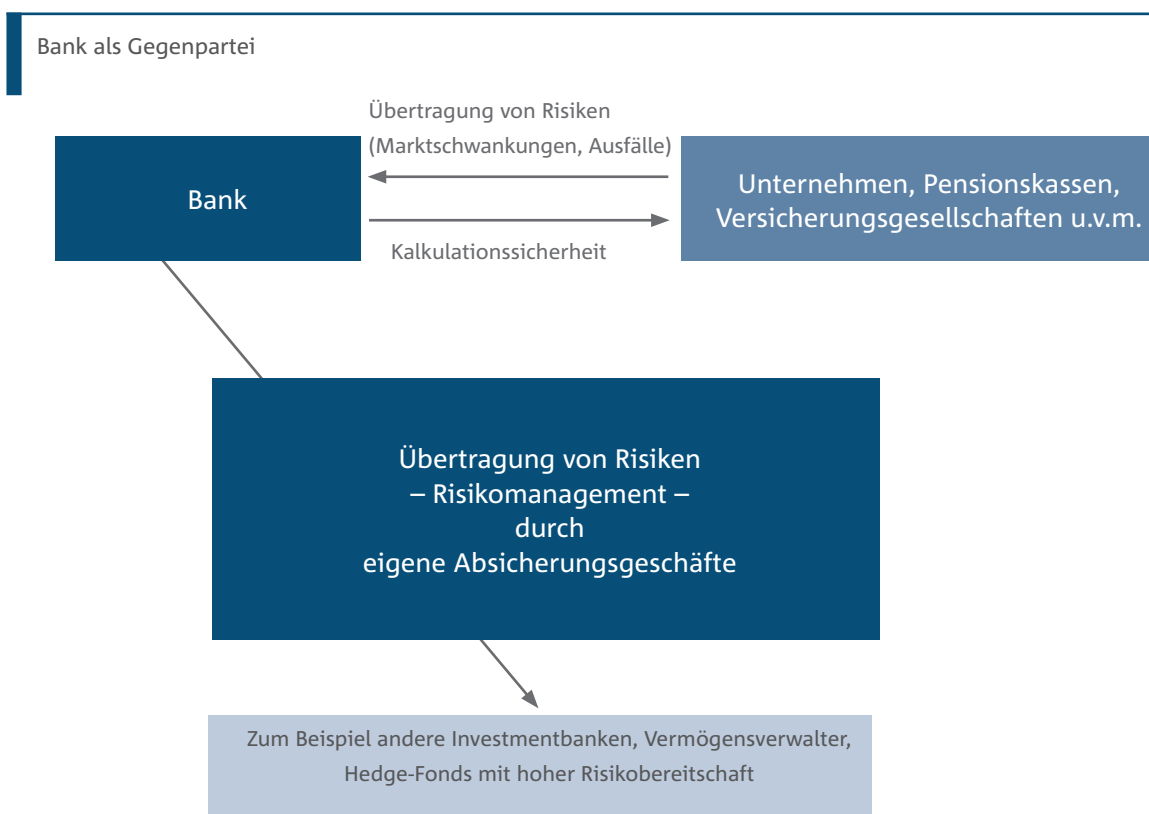 Bank als Gegenpartei
Übertragung von Risiken
(Marktschwankungen, Ausfälle)
Bank
Unternehmen, Pensionskassen,
Versicherungsgesellschaften u.v.m.
Kalkulationssicherheit
Übertragung von Risiken
– Risikomanagement –
durch
eigene Absicherungsgeschäfte
Zum Beispiel andere Investmentbanken, Vermögensverwalter,
Hedge-Fonds mit hoher Risikobereitschaft